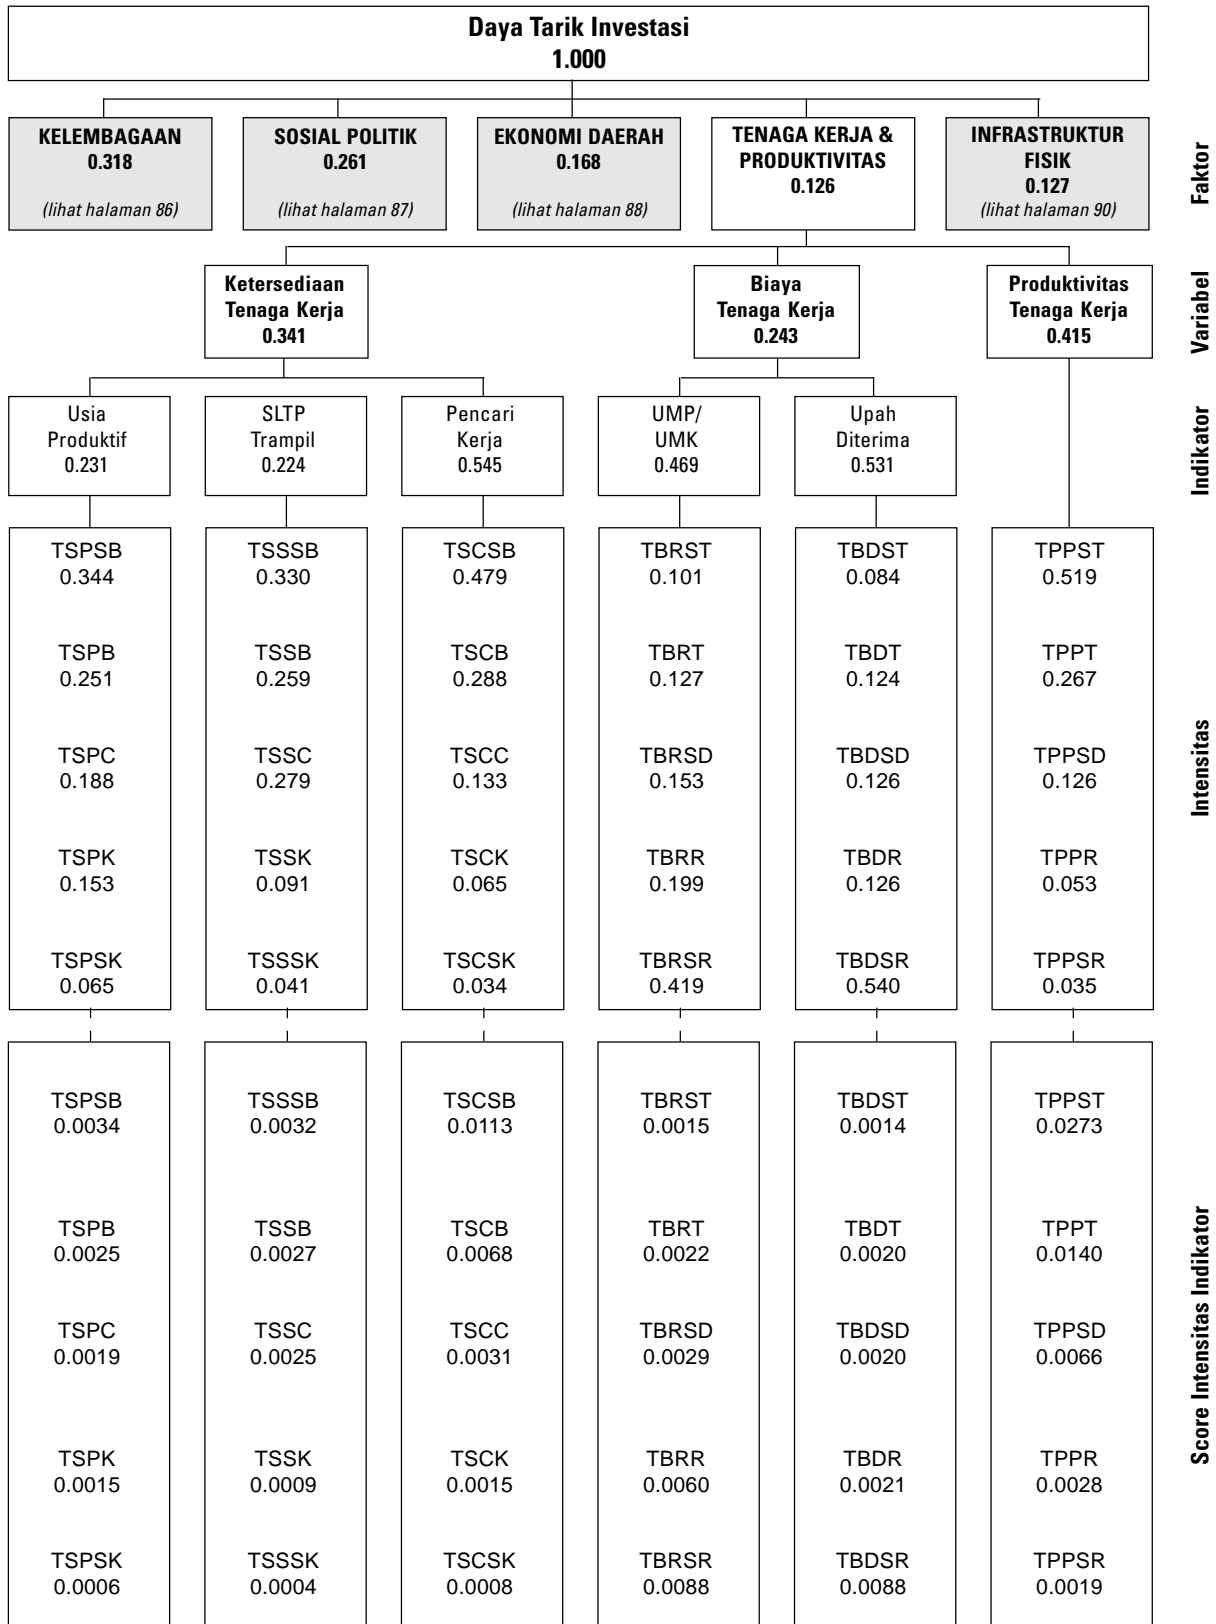 Daya Tarik Investasi
1.000
KELEMBAGAAN
0.318
(lihat halaman 86)
SOSIAL POLITIK
0.261
(lihat halaman 87)
EKONOMI DAERAH
0.168
(lihat halaman 88)
TENAGA KERJA &
PRODUKTIVITAS
0.126
INFRASTRUKTUR
FISIK
0.127
(lihat halaman 90)
Faktor
Ketersediaan
Tenaga Kerja
0.341
Biaya
Tenaga Kerja
0.243
Produktivitas
Tenaga Kerja
0.415
Variabel
Usia
Produktif
0.231
SLTP
Trampil
0.224
Pencari
Kerja
0.545
UMP/
UMK
0.469
Upah
Diterima
0.531
Indikator
TSPSB
0.344
TSPB
0.251
TSPC
0.188
TSPK
0.153
TSPSK
0.065
TSSSB
0.330
TSSB
0.259
TSSC
0.279
TSSK
0.091
TSSSK
0.041
TSCSB
0.479
TSCB
0.288
TSCC
0.133
TSCK
0.065
TSCSK
0.034
TBRST
0.101
TBRT
0.127
TBRSD
0.153
TBRR
0.199
TBRSR
0.419
TBDST
0.084
TBDT
0.124
TBDSD
0.126
TBDR
0.126
TBDSR
0.540
TPPST
0.519
TPPT
0.267
TPPSD
0.126
TPPR
0.053
TPPSR
0.035
Intensitas
TSPSB
0.0034
TSPB
0.0025
TSPC
0.0019
TSPK
0.0015
TSPSK
0.0006
TSSSB
0.0032
TSSB
0.0027
TSSC
0.0025
TSSK
0.0009
TSSSK
0.0004
TSCSB
0.0113
TSCB
0.0068
TSCC
0.0031
TSCK
0.0015
TSCSK
0.0008
TBRST
0.0015
TBRT
0.0022
TBRSD
0.0029
TBRR
0.0060
TBRSR
0.0088
TBDST
0.0014
TBDT
0.0020
TBDSD
0.0020
TBDR
0.0021
TBDSR
0.0088
TPPST
0.0273
TPPT
0.0140
TPPSD
0.0066
TPPR
0.0028
TPPSR
0.0019
Score Intensitas Indikator